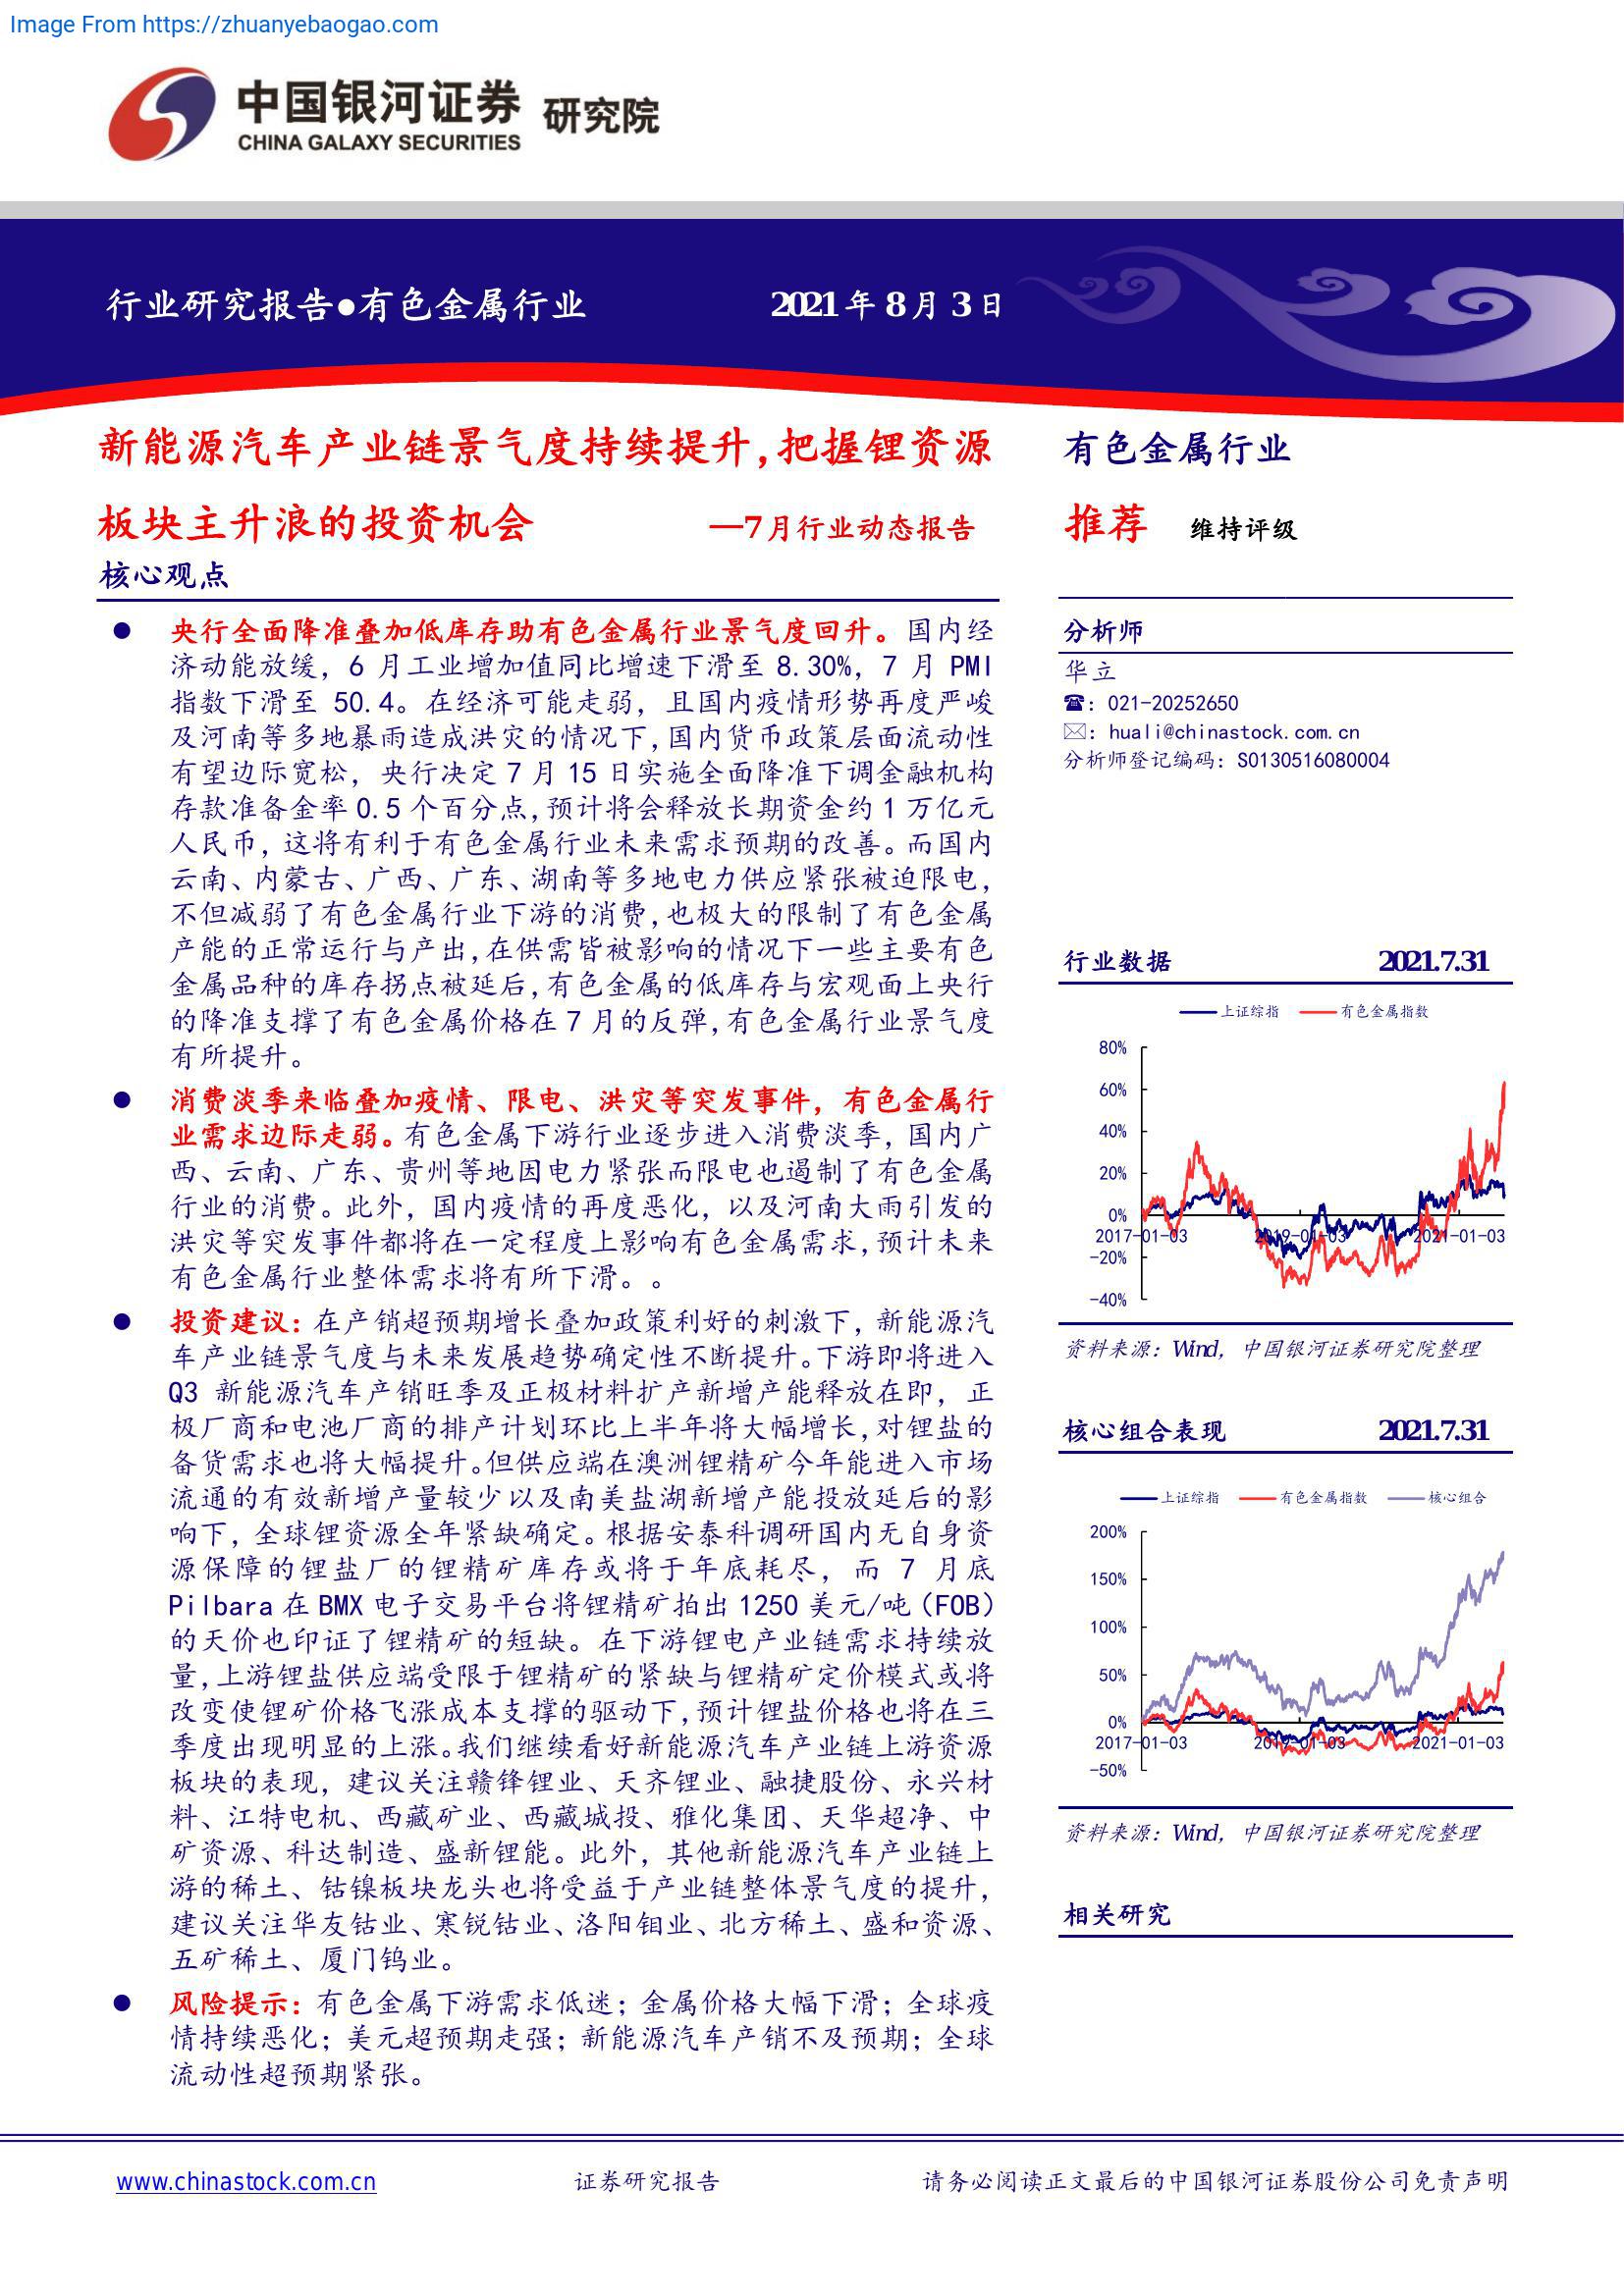 Image From https://zhuanyebaogao.com
中国银河证券 研究院
CHINA GALAXY SECURITIES
行业研究报告●有色金属行业 2021 年 8 月 3 日
新能源汽车产业链景气度持续提升,把握锂资源
板块主升浪的投资机会 —7 月行业动态报告
核心观点
● 央行全面降准叠加低库存助有色金属行业景气度回升。国内经
济动能放缓，6 月工业增加值同比增速下滑至 8.30%，7 月 PMI
指数下滑至 50.4。在经济可能走弱，且国内疫情形势再度严峻
及河南等多地暴雨造成洪灾的情况下,国内货币政策层面流动性
有望边际宽松，央行决定 7 月 15 日实施全面降准下调金融机构
存款准备金率 0.5 个百分点,预计将会释放长期资金约 1 万亿元
人民币，这将有利于有色金属行业未来需求预期的改善。而国内
云南、内蒙古、广西、广东、湖南等多地电力供应紧张被迫限电，
不但减弱了有色金属行业下游的消费,也极大的限制了有色金属
产能的正常运行与产出,在供需皆被影响的情况下一些主要有色
金属品种的库存拐点被延后,有色金属的低库存与宏观面上央行
的降准支撑了有色金属价格在 7 月的反弹,有色金属行业景气度
有所提升。
● 消费淡季来临叠加疫情、限电、洪灾等突发事件，有色金属行
业需求边际走弱。有色金属下游行业逐步进入消费淡季，国内广
西、云南、广东、贵州等地因电力紧张而限电也遏制了有色金属
行业的消费。此外，国内疫情的再度恶化，以及河南大雨引发的
洪灾等突发事件都将在一定程度上影响有色金属需求,预计未来
有色金属行业整体需求将有所下滑。。
● 投资建议：在产销超预期增长叠加政策利好的刺激下，新能源汽
车产业链景气度与未来发展趋势确定性不断提升。下游即将进入
Q3 新能源汽车产销旺季及正极材料扩产新增产能释放在即，正
极厂商和电池厂商的排产计划环比上半年将大幅增长,对锂盐的
备货需求也将大幅提升。但供应端在澳洲锂精矿今年能进入市场
流通的有效新增产量较少以及南美盐湖新增产能投放延后的影
响下，全球锂资源全年紧缺确定。根据安泰科调研国内无自身资
源保障的锂盐厂的锂精矿库存或将于年底耗尽，而 7 月底
Pilbara 在 BMX 电子交易平台将锂精矿拍出 1250 美元/吨（FOB）
的天价也印证了锂精矿的短缺。在下游锂电产业链需求持续放
量,上游锂盐供应端受限于锂精矿的紧缺与锂精矿定价模式或将
改变使锂矿价格飞涨成本支撑的驱动下,预计锂盐价格也将在三
季度出现明显的上涨。我们继续看好新能源汽车产业链上游资源
板块的表现，建议关注赣锋锂业、天齐锂业、融捷股份、永兴材
料、江特电机、西藏矿业、西藏城投、雅化集团、天华超净、中
矿资源、科达制造、盛新锂能。此外，其他新能源汽车产业链上
游的稀土、钴镍板块龙头也将受益于产业链整体景气度的提升，
建议关注华友钴业、寒锐钴业、洛阳钼业、北方稀土、盛和资源、
五矿稀土、厦门钨业。
● 风险提示：有色金属下游需求低迷；金属价格大幅下滑；全球疫
情持续恶化；美元超预期走强；新能源汽车产销不及预期；全球
流动性超预期紧张。
有色金属行业
推荐 维持评级
分析师
华立
☎：021-20252650
✉：huali@chinastock.com.cn
分析师登记编码：S0130516080004
行业数据 2021.7.31
上证综指 有色金属指数
80%
60%
40%
20%
0%
2017-01-03 2019-01-03 2021-01-03
-20%
-40%
资料来源：Wind，中国银河证券研究院整理
核心组合表现 2021.7.31
上证综指 有色金属指数 核心组合
200%
150%
100%
50%
0%
2017-01-03 2019-01-03 2021-01-03
-50%
资料来源：Wind，中国银河证券研究院整理
相关研究
www.chinastock.com.cn 证券研究报告 请务必阅读正文最后的中国银河证券股份公司免责声明